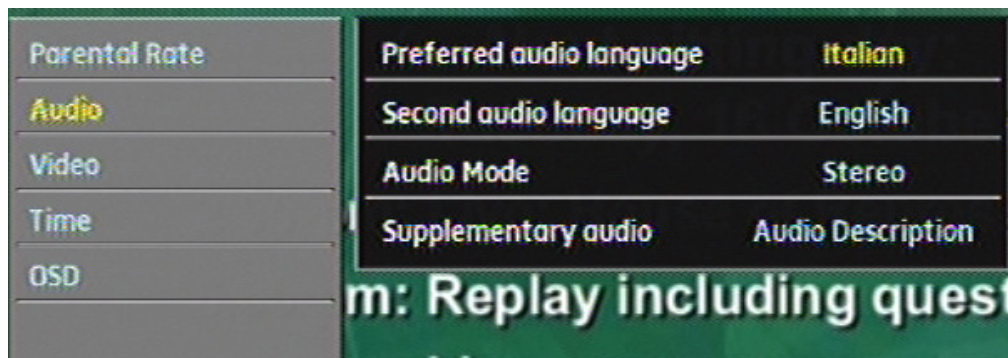 Parental Rate
Audio
Video
Time
OSD
Preferred audio language Italian
Second audio language English
Audio Mode Stereo
Supplementary audio Audio Description
m: Replay including quest